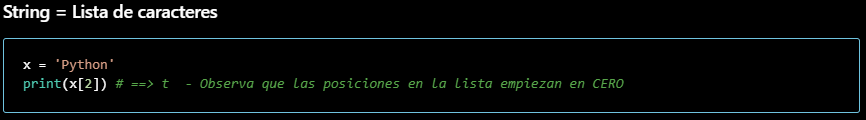 String = Lista de caracteres
x = 'Python'
print(x[2]) # ==> t  - Observa que las posiciones en la lista empiezan en CERO